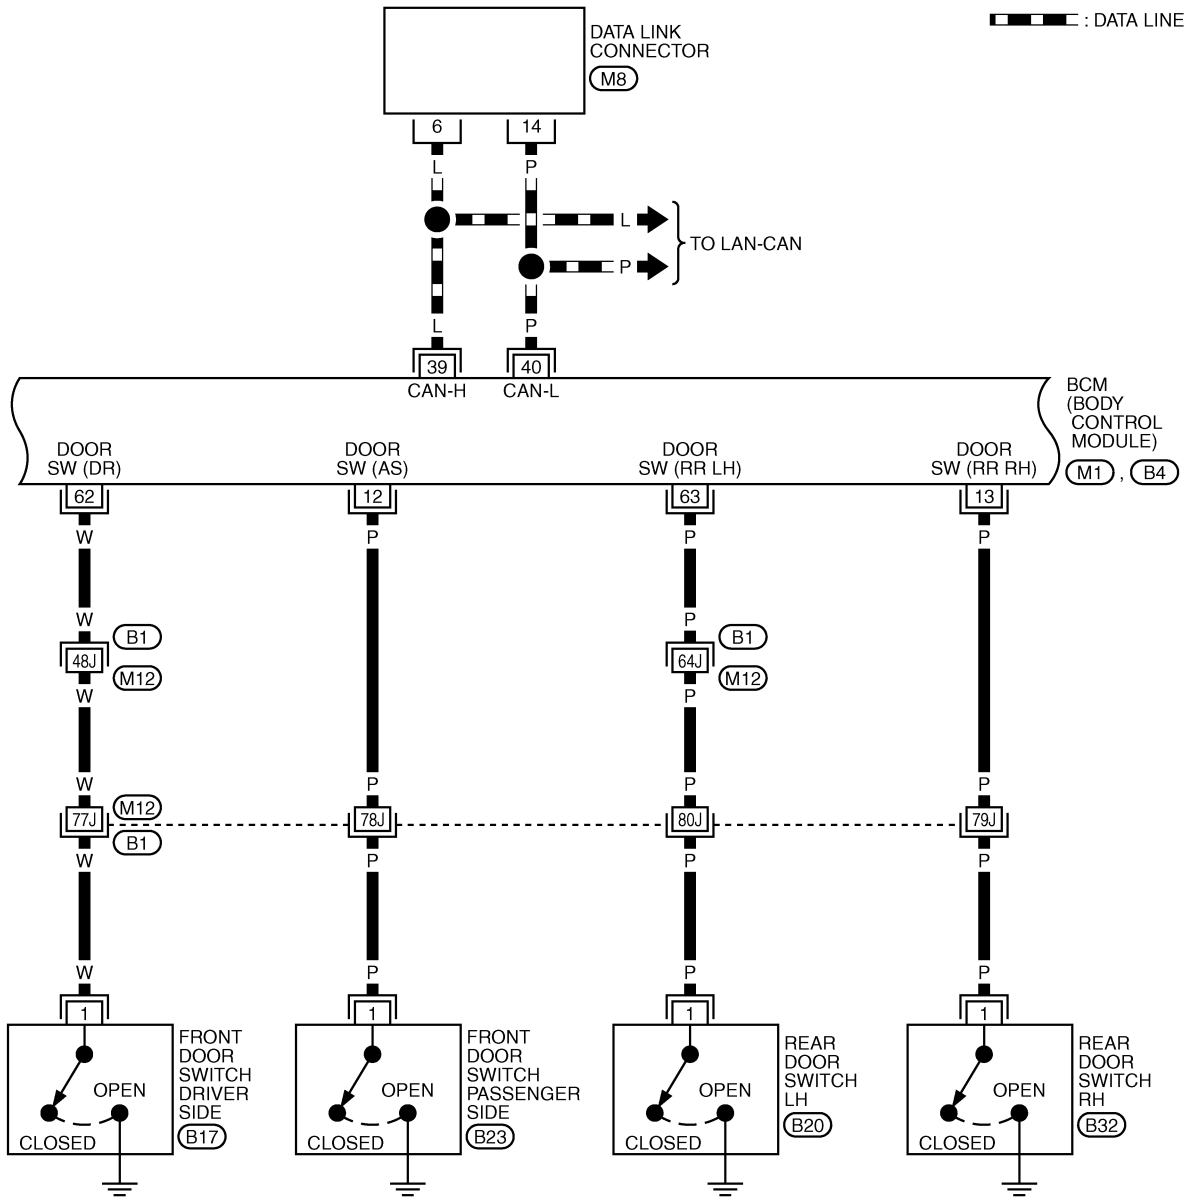 DATA LINK
CONNECTOR
M8
: DATA LINE
6
14
L
P
L
P
TO LAN-CAN
L
P
39
40
CAN-H
CAN-L
BCM
(BODY
CONTROL
MODULE)
M1 , B4
DOOR
SW (DR)
DOOR
SW (AS)
DOOR
SW (RR LH)
DOOR
SW (RR RH)
62
12
63
13
W
P
P
P
W
P
B1
B1
48J
64J
M12
M12
W
P
W
P
P
P
M12
77J
78J
80J
79J
B1
W
P
P
P
W
P
P
P
1
1
1
1
FRONT
DOOR
SWITCH
DRIVER
SIDE
B17
OPEN
CLOSED
FRONT
DOOR
SWITCH
PASSENGER
SIDE
B23
OPEN
CLOSED
REAR
DOOR
SWITCH
LH
B20
OPEN
CLOSED
REAR
DOOR
SWITCH
RH
B32
OPEN
CLOSED